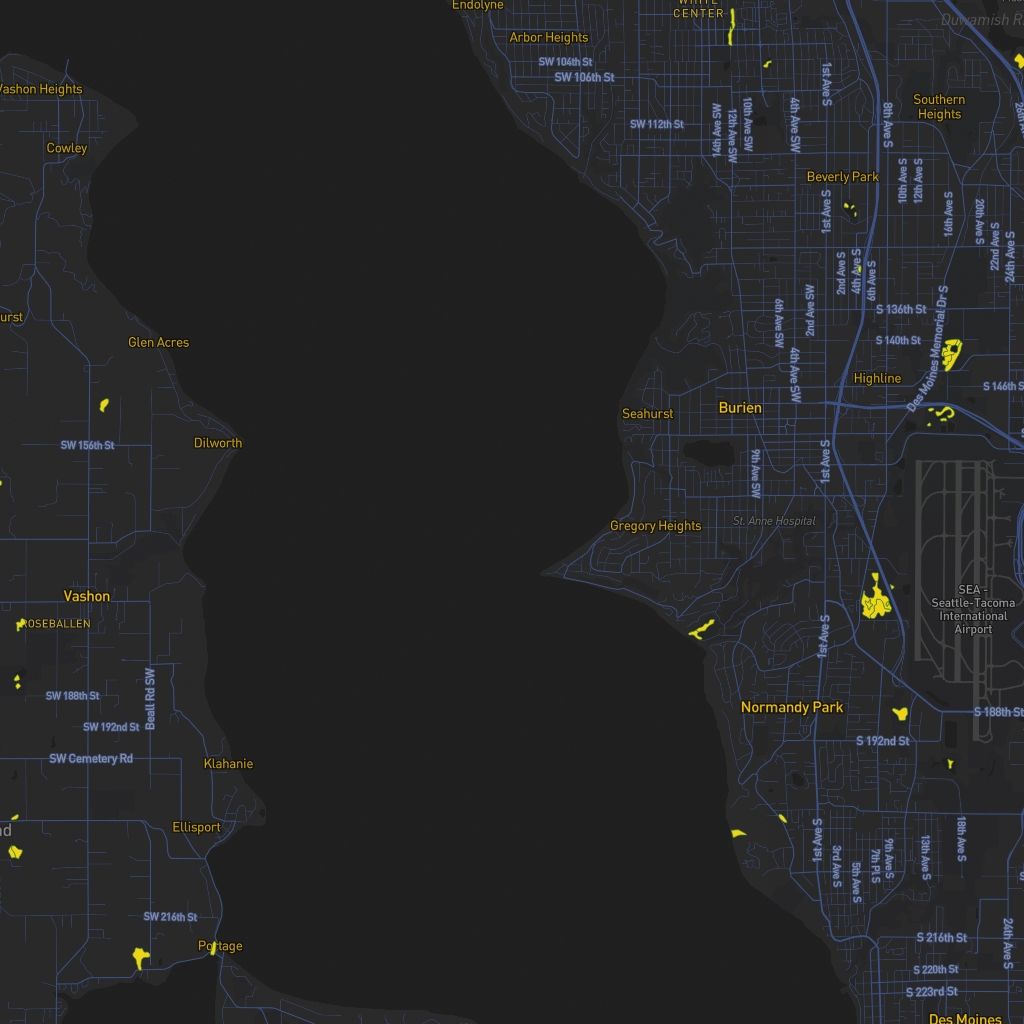 Endolyne
WHITE
CENTER
Duwamish R
Arbor Heights
SW 104th St
SW 106th St
1st Ave S
Vashon Heights
Southern
Heights
SW 112th St
14th Ave SW
12th Ave SW
10th Ave SW
4th Ave SW
8th Ave S
Cowley
Beverly Park
10th Ave S
12th Ave S
1st Ave S
16th Ave S
20th Ave S
22nd Ave S
24th Ave S
2nd Ave S
4th Ave S
6th Ave S
urst
6th Ave SW
2nd Ave SW
S 136th St
Glen Acres
S 140th St
Des Moines Memorial Dr S
4th Ave SW
Highline
S 146th S
Seahurst
Burien
Dilworth
SW 156th St
1st Ave S
9th Ave SW
Gregory Heights
St. Anne Hospital
Vashon
SEA -
Seattle-Tacoma
International
Airport
ROSEBALLEN
1st Ave S
SW 188th St
Beall Rd SW
Normandy Park
S 188th St
SW 192nd St
S 192nd St
SW Cemetery Rd
Klahanie
nd
Ellisport
1st Ave S
3rd Ave S
5th Ave S
7th Pl S
9th Ave S
13th Ave S
18th Ave S
SW 216th St
Portage
24th Ave S
S 216th St
S 220th St
S 223rd St
Des Moines